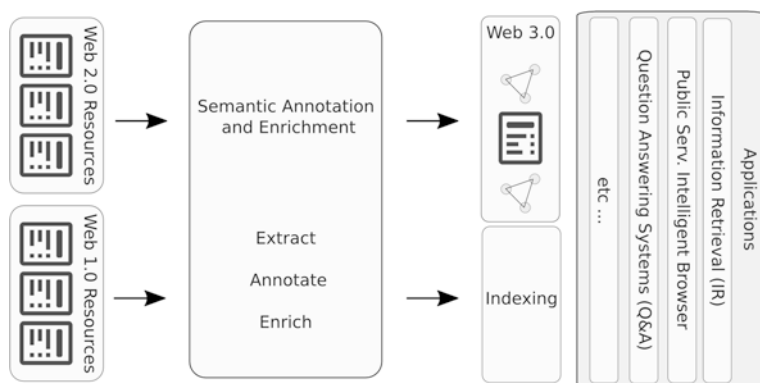 Web 2.0 Resources
Web 1.0 Resources
Semantic Annotation
and Enrichment
Extract
Annotate
Enrich
Web 3.0
Indexing
etc ...
Question Answering Systems (Q&A)
Public Serv. Intelligent Browser
Information Retrieval (IR)
Applications